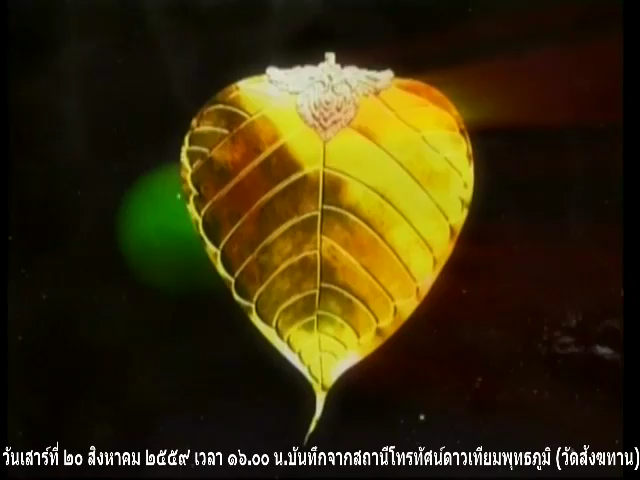 วันเสาร์ที่ ๒๐ สิงหาคม ๒๕๕๙ เวลา ๑๖.๐๐ น.บันทึกจากสถานีโทรทัศน์ดาวเทียมพุทธภูมิ (วัดสังฆทาน)